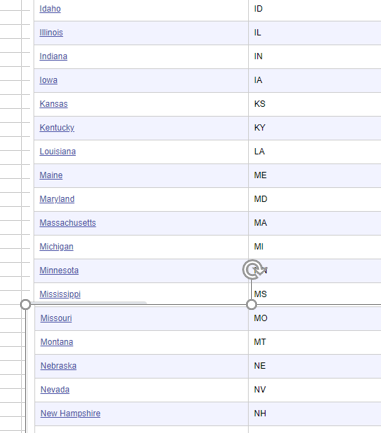 Idaho ID
Illinois IL
Indiana IN
Iowa IA
Kansas KS
Kentucky KY
Louisiana LA
Maine ME
Maryland MD
Massachusetts MA
Michigan MI
Minnesota
Mississippi MS
Missouri MO
Montana MT
Nebraska NE
Nevada NV
New Hampshire NH